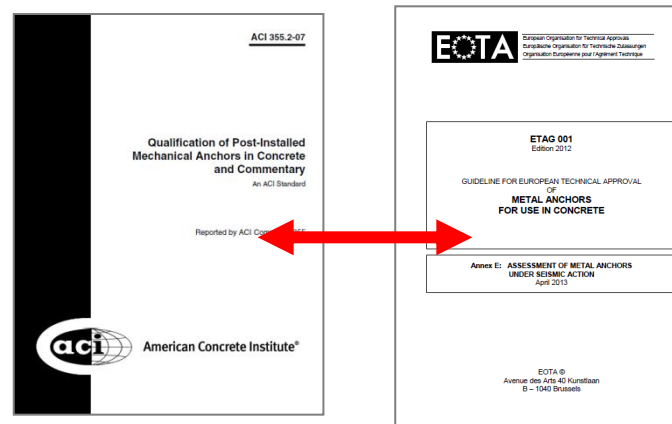 ACI 355.2-07
Qualification of Post-Installed
Mechanical Anchors in Concrete
and Commentary
An ACI Standard
Reported by ACI
aci
American Concrete Institute®
EOTA
European Organisation for Technical Approvals
Europäische Organisation für Technische Zulassungen
Organisation Européenne pour l'Agrément Technique
ETAG 001
Edition 2012
GUIDELINE FOR EUROPEAN TECHNICAL APPROVAL
OF
METAL ANCHORS
FOR USE IN CONCRETE
Annex E: ASSESSMENT OF METAL ANCHORS
UNDER SEISMIC ACTION
April 2013
EOTA ©
Avenue des Arts 40 Kunstlaan
B – 1040 Brussels